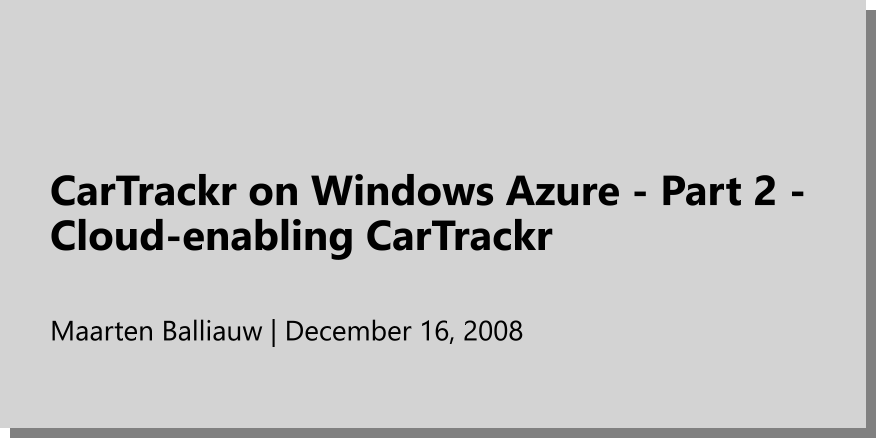 CarTrackr on Windows Azure - Part 2 -
Cloud-enabling CarTrackr
Maarten Balliauw | December 16, 2008